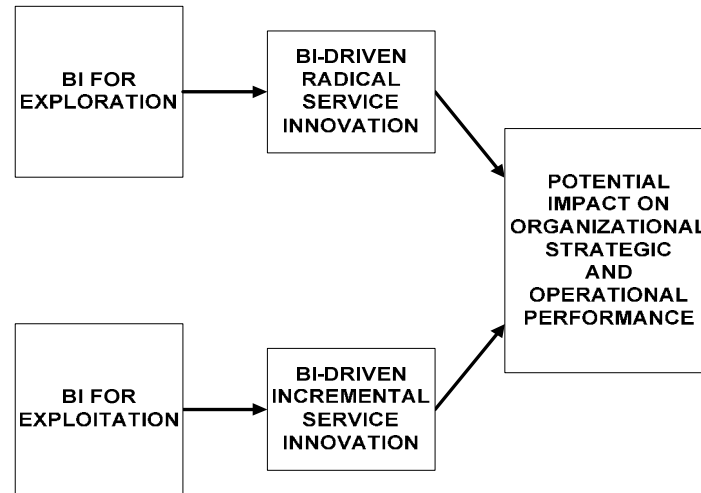 BI FOR
EXPLORATION
BI-DRIVEN
RADICAL
SERVICE
INNOVATION
POTENTIAL
IMPACT ON
ORGANIZATIONAL
STRATEGIC
AND
OPERATIONAL
PERFORMANCE
BI FOR
EXPLOITATION
BI-DRIVEN
INCREMENTAL
SERVICE
INNOVATION